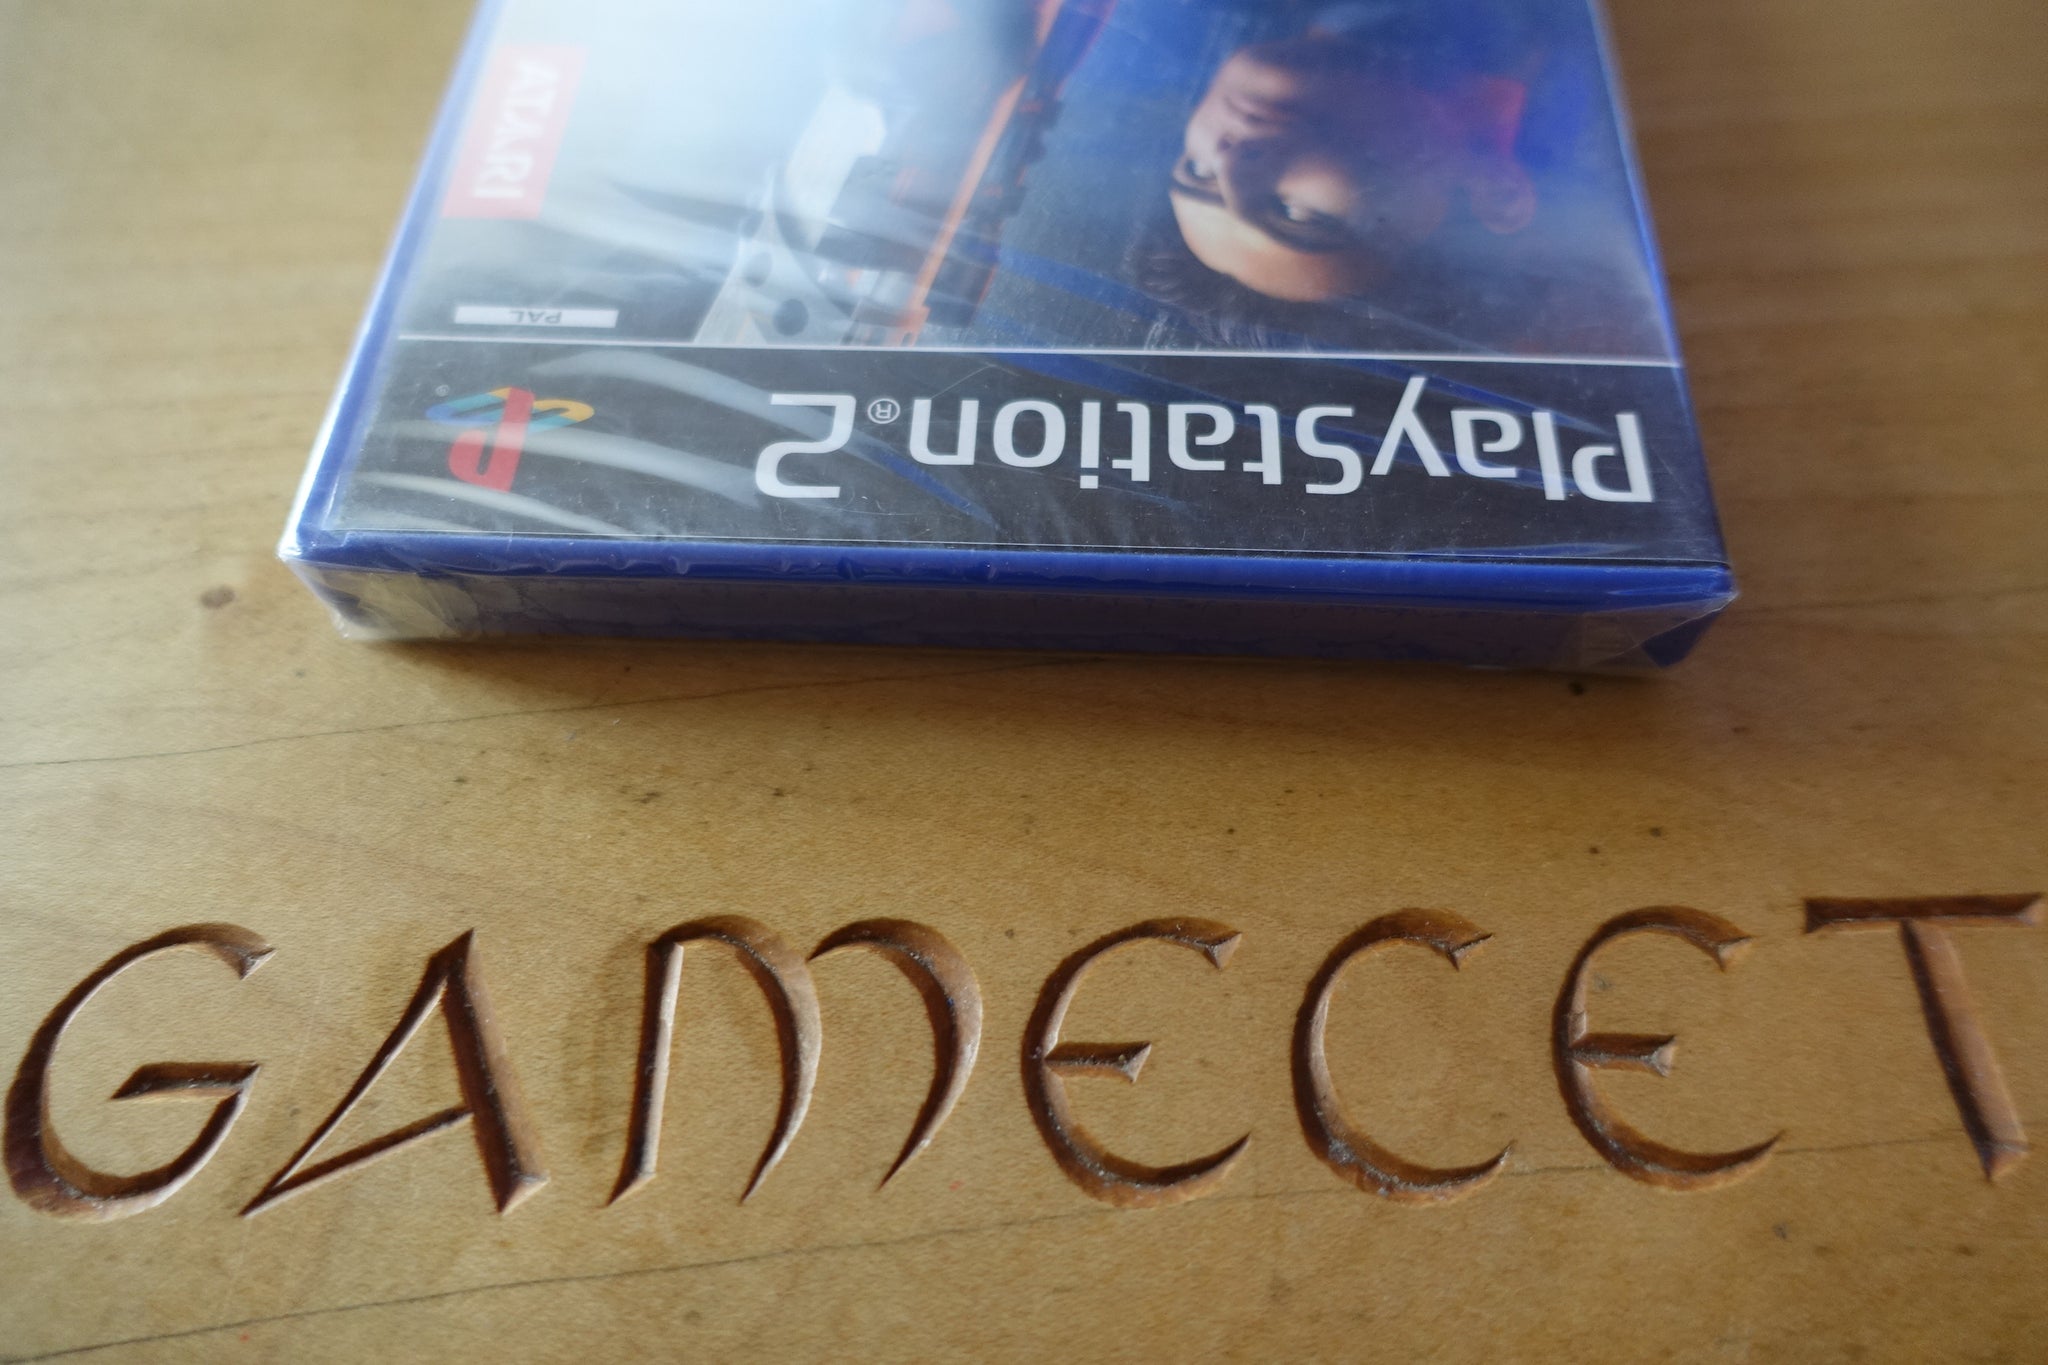 ATARI
PAL
PlayStation®2
GAMECET